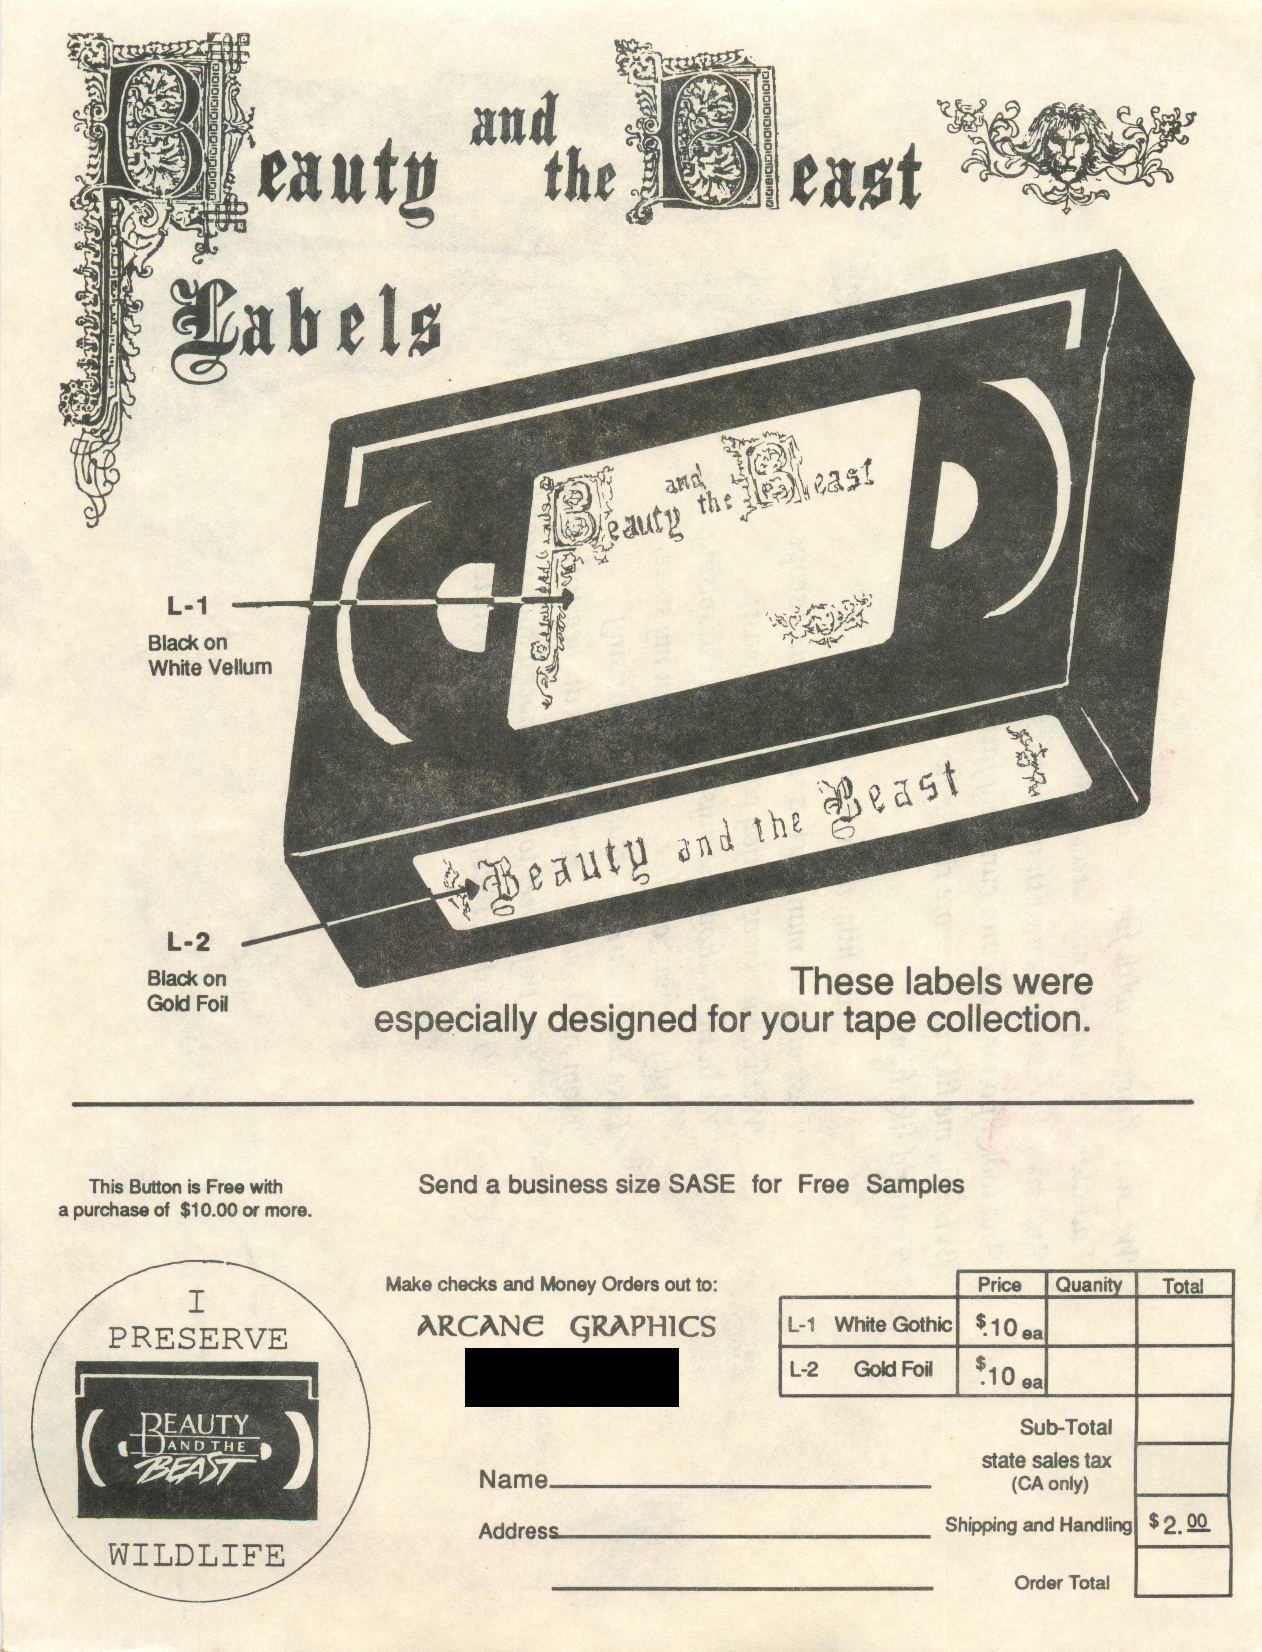 Beauty and the Beast
Labels
Beauty and the Beast
L-1
Black on
White Vellum
Beauty and the Beast
L-2
Black on
Gold Foil
These labels were
especially designed for your tape collection.
This Button is Free with
a purchase of $10.00 or more.
Send a business size SASE for Free Samples
I
PRESERVE
BEAUTY
AND THE
BEAST
WILDLIFE
Make checks and Money Orders out to:
ARCANE GRAPHICS
Name
Address
Price Quanity Total
L-1 White Gothic $.10 ea
L-2 Gold Foil $.10 ea
Sub-Total
state sales tax
(CA only)
Shipping and Handling $2.00
Order Total